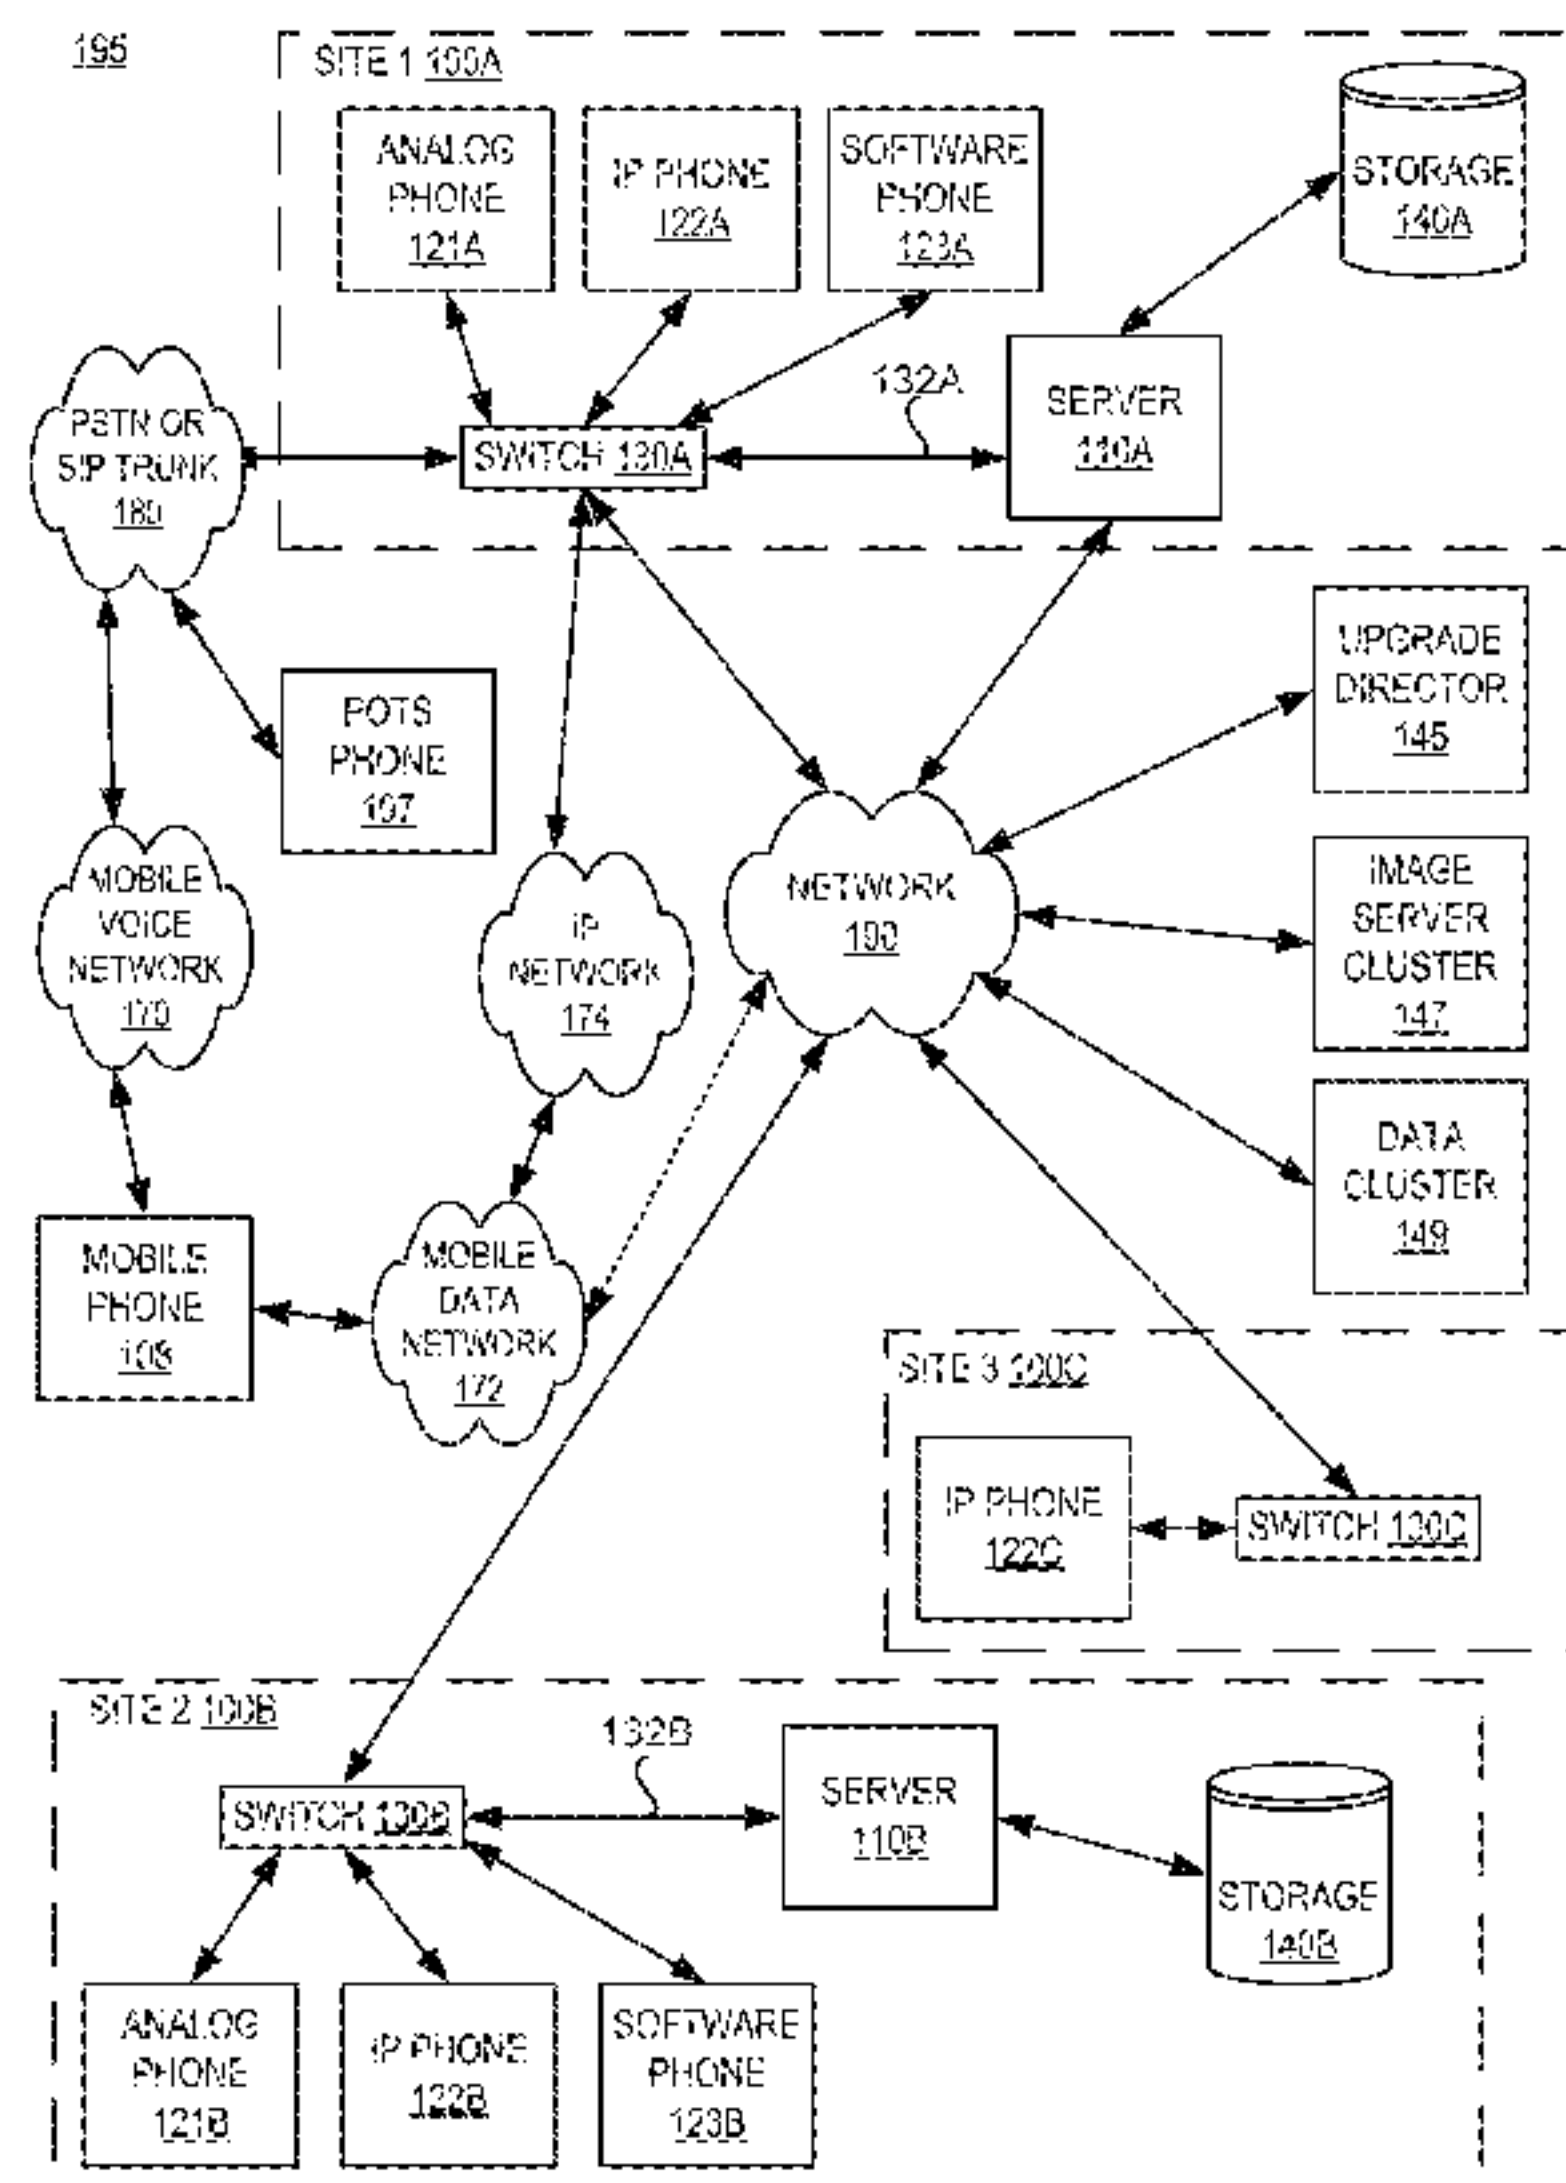 195
SITE 1 100A
ANALOG
PHONE
121A
IP PHONE
122A
SOFTWARE
PHONE
123A
STORAGE
140A
132A
SERVER
110A
PSTN OR
SIP TRUNK
180
SWITCH 130A
UPGRADE
DIRECTOR
145
POTS
PHONE
197
MOBILE
VOICE
NETWORK
170
IP
NETWORK
174
NETWORK
190
IMAGE
SERVER
CLUSTER
147
DATA
CLUSTER
149
MOBILE
PHONE
MOBILE
DATA
NETWORK
172
SITE 3 100C
IP PHONE
122C
SWITCH 130C
SITE 2 100B
132B
SWITCH 130B
SERVER
110B
STORAGE
140B
ANALOG
PHONE
121B
IP PHONE
122B
SOFTWARE
PHONE
123B